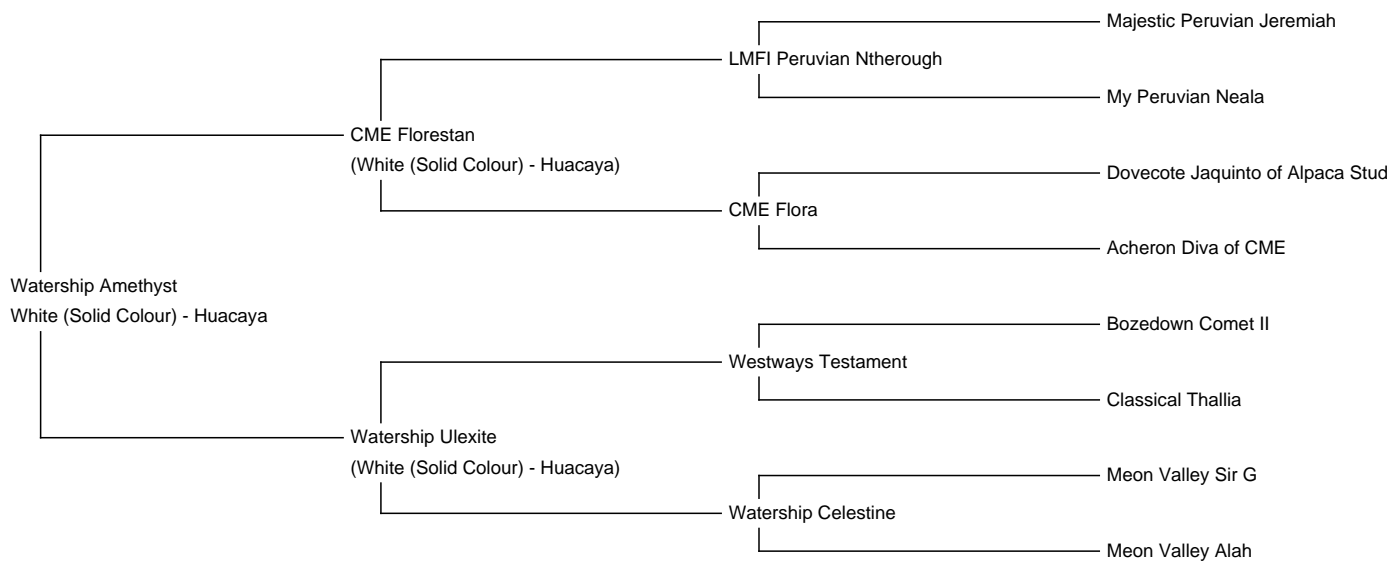 Majestic Peruvian Jeremiah
LMFI Peruvian Ntherough
My Peruvian Neala
CME Florestan
(White (Solid Colour) - Huacaya)
Dovecote Jaquinto of Alpaca Stud
CME Flora
Acheron Diva of CME
Watership Amethyst
White (Solid Colour) - Huacaya
Bozedown Comet II
Westways Testament
Classical Thallia
Watership Ulexite
(White (Solid Colour) - Huacaya)
Meon Valley Sir G
Watership Celestine
Meon Valley Alah